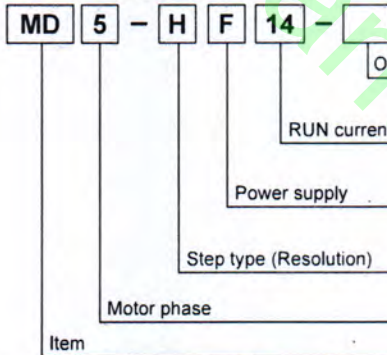 MD 5 - H F 14 -
O
RUN curren
Power supply
Step type (Resolution)
Motor phase
Item